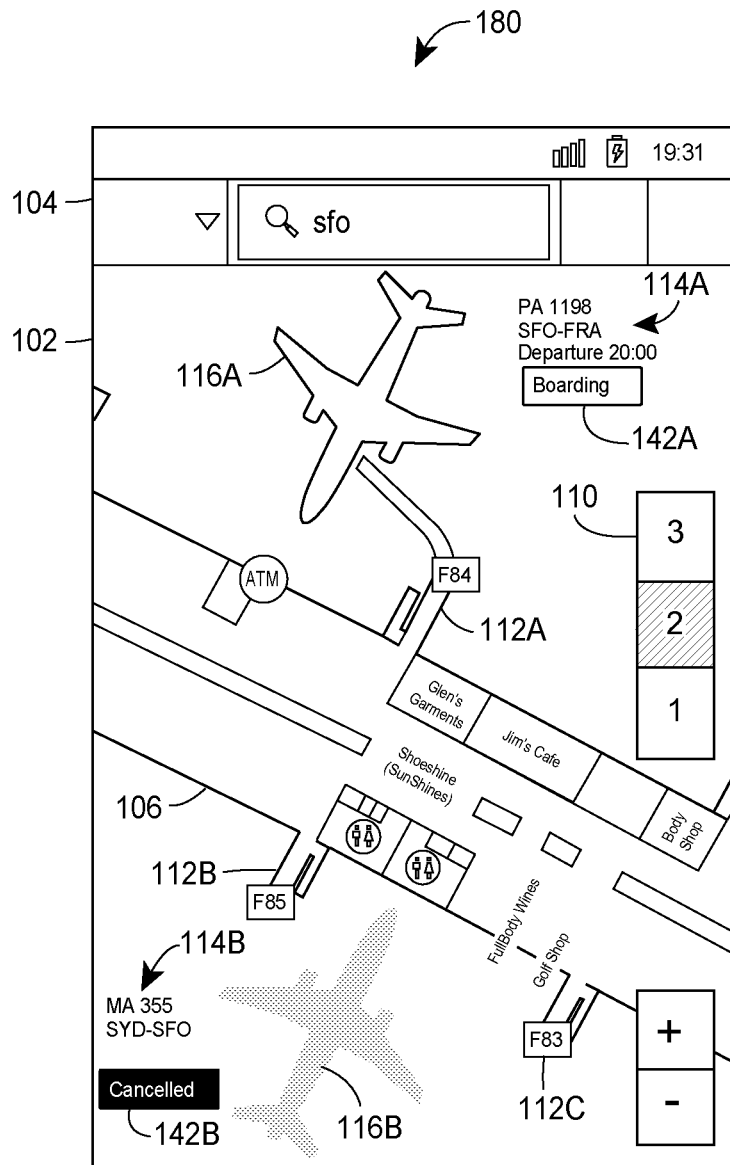 180
19:31
104
sfo
114A
PA 1198
SFO-FRA
Departure 20:00
102
116A
Boarding
142A
110
3
F84
ATM
2
112A
Glen's
Garments
1
Jim's Cafe
Shoeshine
(SunShines)
106
Body
Shop
112B
F85
FullBody Wines
Golf Shop
114B
MA 355
SYD-SFO
F83
+
Cancelled
-
112C
142B
116B